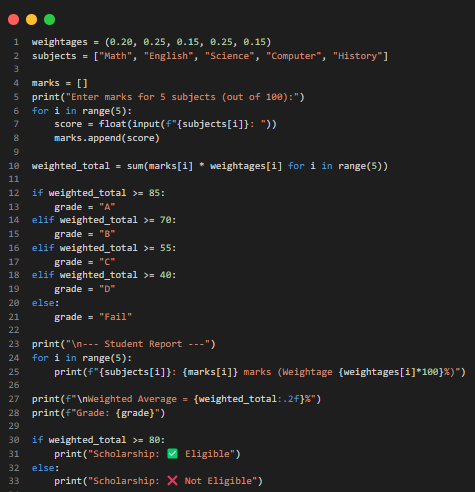 1 weightages = (0.20, 0.25, 0.15, 0.25, 0.15)
2 subjects = ["Math", "English", "Science", "Computer", "History"]
3
4 marks = []
5 print("Enter marks for 5 subjects (out of 100):")
6 for i in range(5):
7     score = float(input(f"{subjects[i]}: "))
8     marks.append(score)
9
10 weighted_total = sum(marks[i] * weightages[i] for i in range(5))
11
12 if weighted_total >= 85:
13     grade = "A"
14 elif weighted_total >= 70:
15     grade = "B"
16 elif weighted_total >= 55:
17     grade = "C"
18 elif weighted_total >= 40:
19     grade = "D"
20 else:
21     grade = "Fail"
22
23 print("\n--- Student Report ---")
24 for i in range(5):
25     print(f"{subjects[i]}: {marks[i]} marks (Weightage {weightages[i]*100}%)")
26
27 print(f"\nWeighted Average = {weighted_total:.2f}%")
28 print(f"Grade: {grade}")
29
30 if weighted_total >= 80:
31     print("Scholarship: ✅ Eligible")
32 else:
33     print("Scholarship: ❌ Not Eligible")